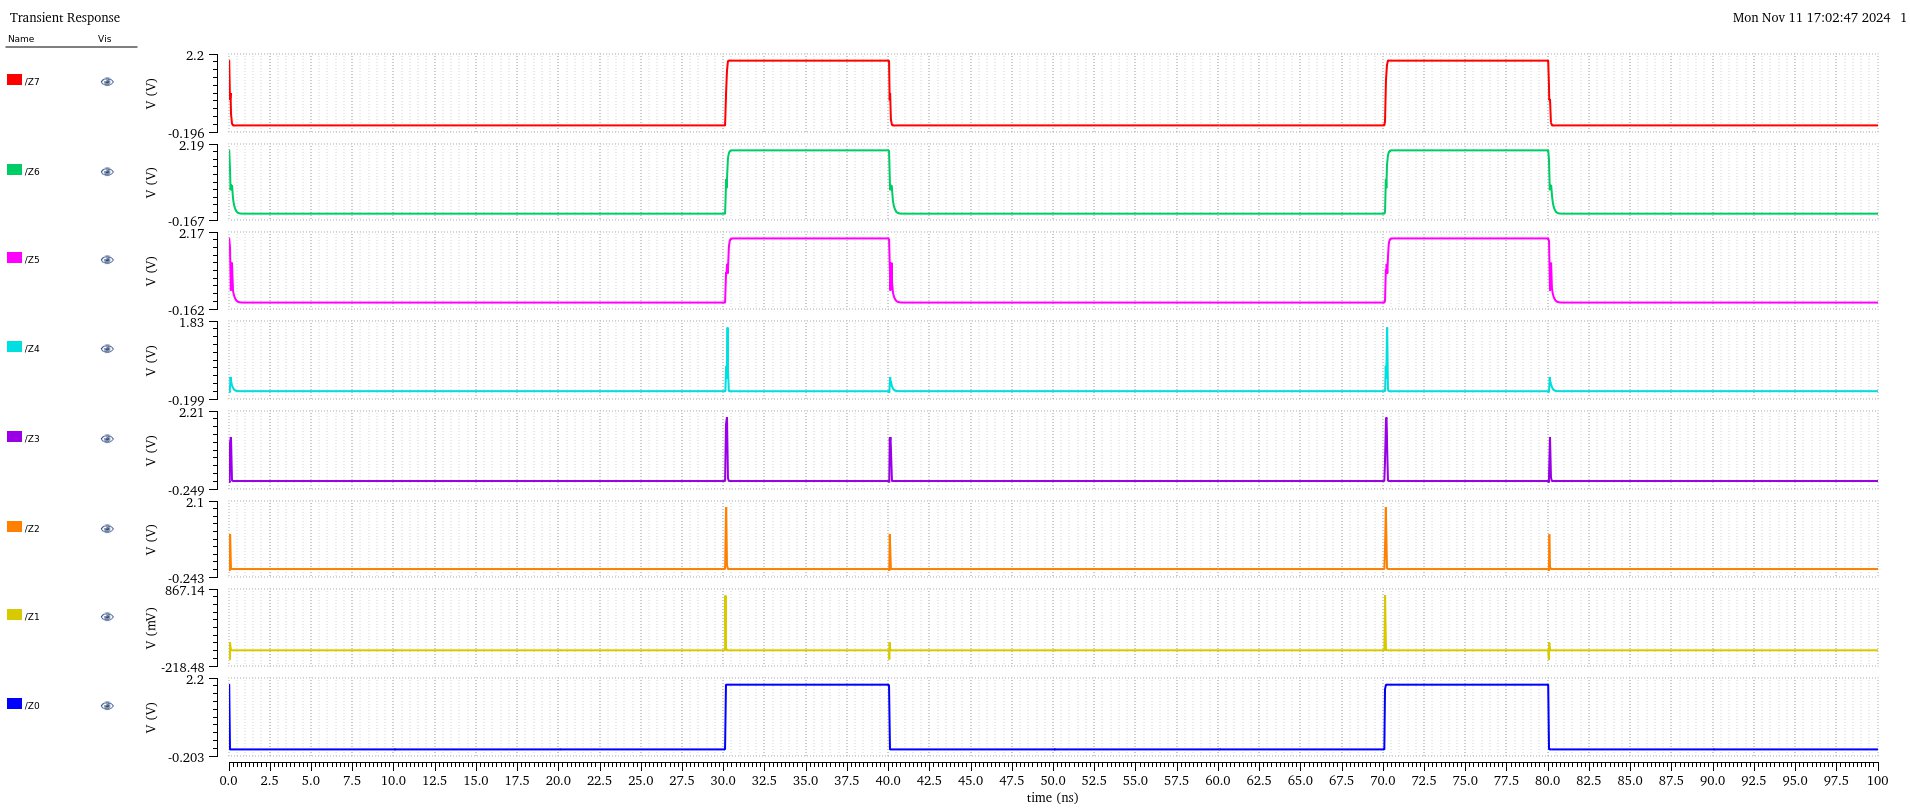 Transient Response
Mon Nov 11 17:02:47 2024 1
Name Vis
/Z7
V (V)
2.2
-0.196
/Z6
V (V)
2.19
-0.167
/Z5
V (V)
2.17
-0.162
/Z4
V (V)
1.83
-0.199
/Z3
V (V)
2.21
-0.249
/Z2
V (V)
2.1
-0.243
/Z1
V (mV)
867.14
-218.48
/Z0
V (V)
2.2
-0.203
0.0 2.5 5.0 7.5 10.0 12.5 15.0 17.5 20.0 22.5 25.0 27.5 30.0 32.5 35.0 37.5 40.0 42.5 45.0 47.5 50.0 52.5 55.0 57.5 60.0 62.5 65.0 67.5 70.0 72.5 75.0 77.5 80.0 82.5 85.0 87.5 90.0 92.5 95.0 97.5 100
time (ns)